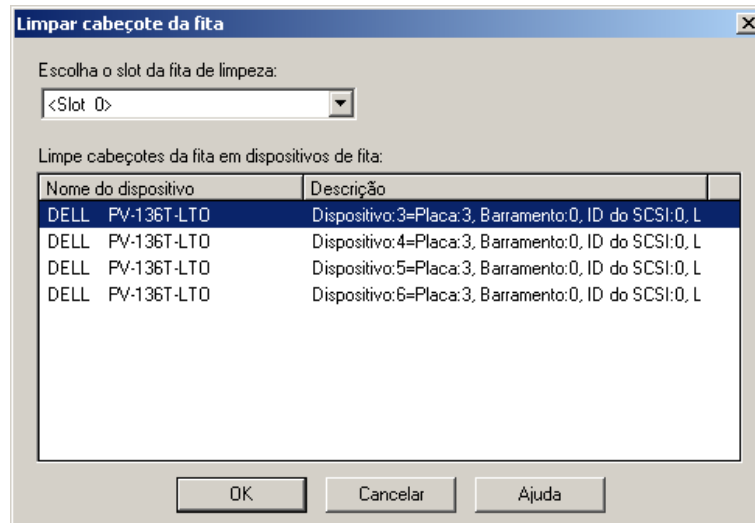 Limpar cabeçote da fita
Escolha o slot da fita de limpeza:
<Slot 0>
Limpe cabeçotes da fita em dispositivos de fita:
Nome do dispositivo Descrição
DELL PV-136T-LTO Dispositivo:3=Placa:3, Barramento:0, ID do SCSI:0, L
DELL PV-136T-LTO Dispositivo:4=Placa:3, Barramento:0, ID do SCSI:0, L
DELL PV-136T-LTO Dispositivo:5=Placa:3, Barramento:0, ID do SCSI:0, L
DELL PV-136T-LTO Dispositivo:6=Placa:3, Barramento:0, ID do SCSI:0, L
OK Cancelar Ajuda